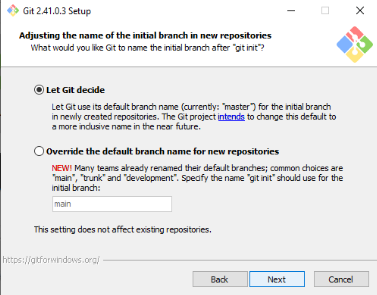 Git 2.41.0.3 Setup
Adjusting the name of the initial branch in new repositories
What would you like Git to name the initial branch after "git init"?
Let Git decide
Let Git use its default branch name (currently: "master") for the initial branch
in newly created repositories. The Git project intends to change this default to
a more inclusive name in the near future.
Override the default branch name for new repositories
NEW! Many teams already renamed their default branches; common choices are
"main", "trunk" and "development". Specify the name "git init" should use for the
initial branch:
main
This setting does not affect existing repositories.
https://gitforwindows.org/
Back
Next
Cancel